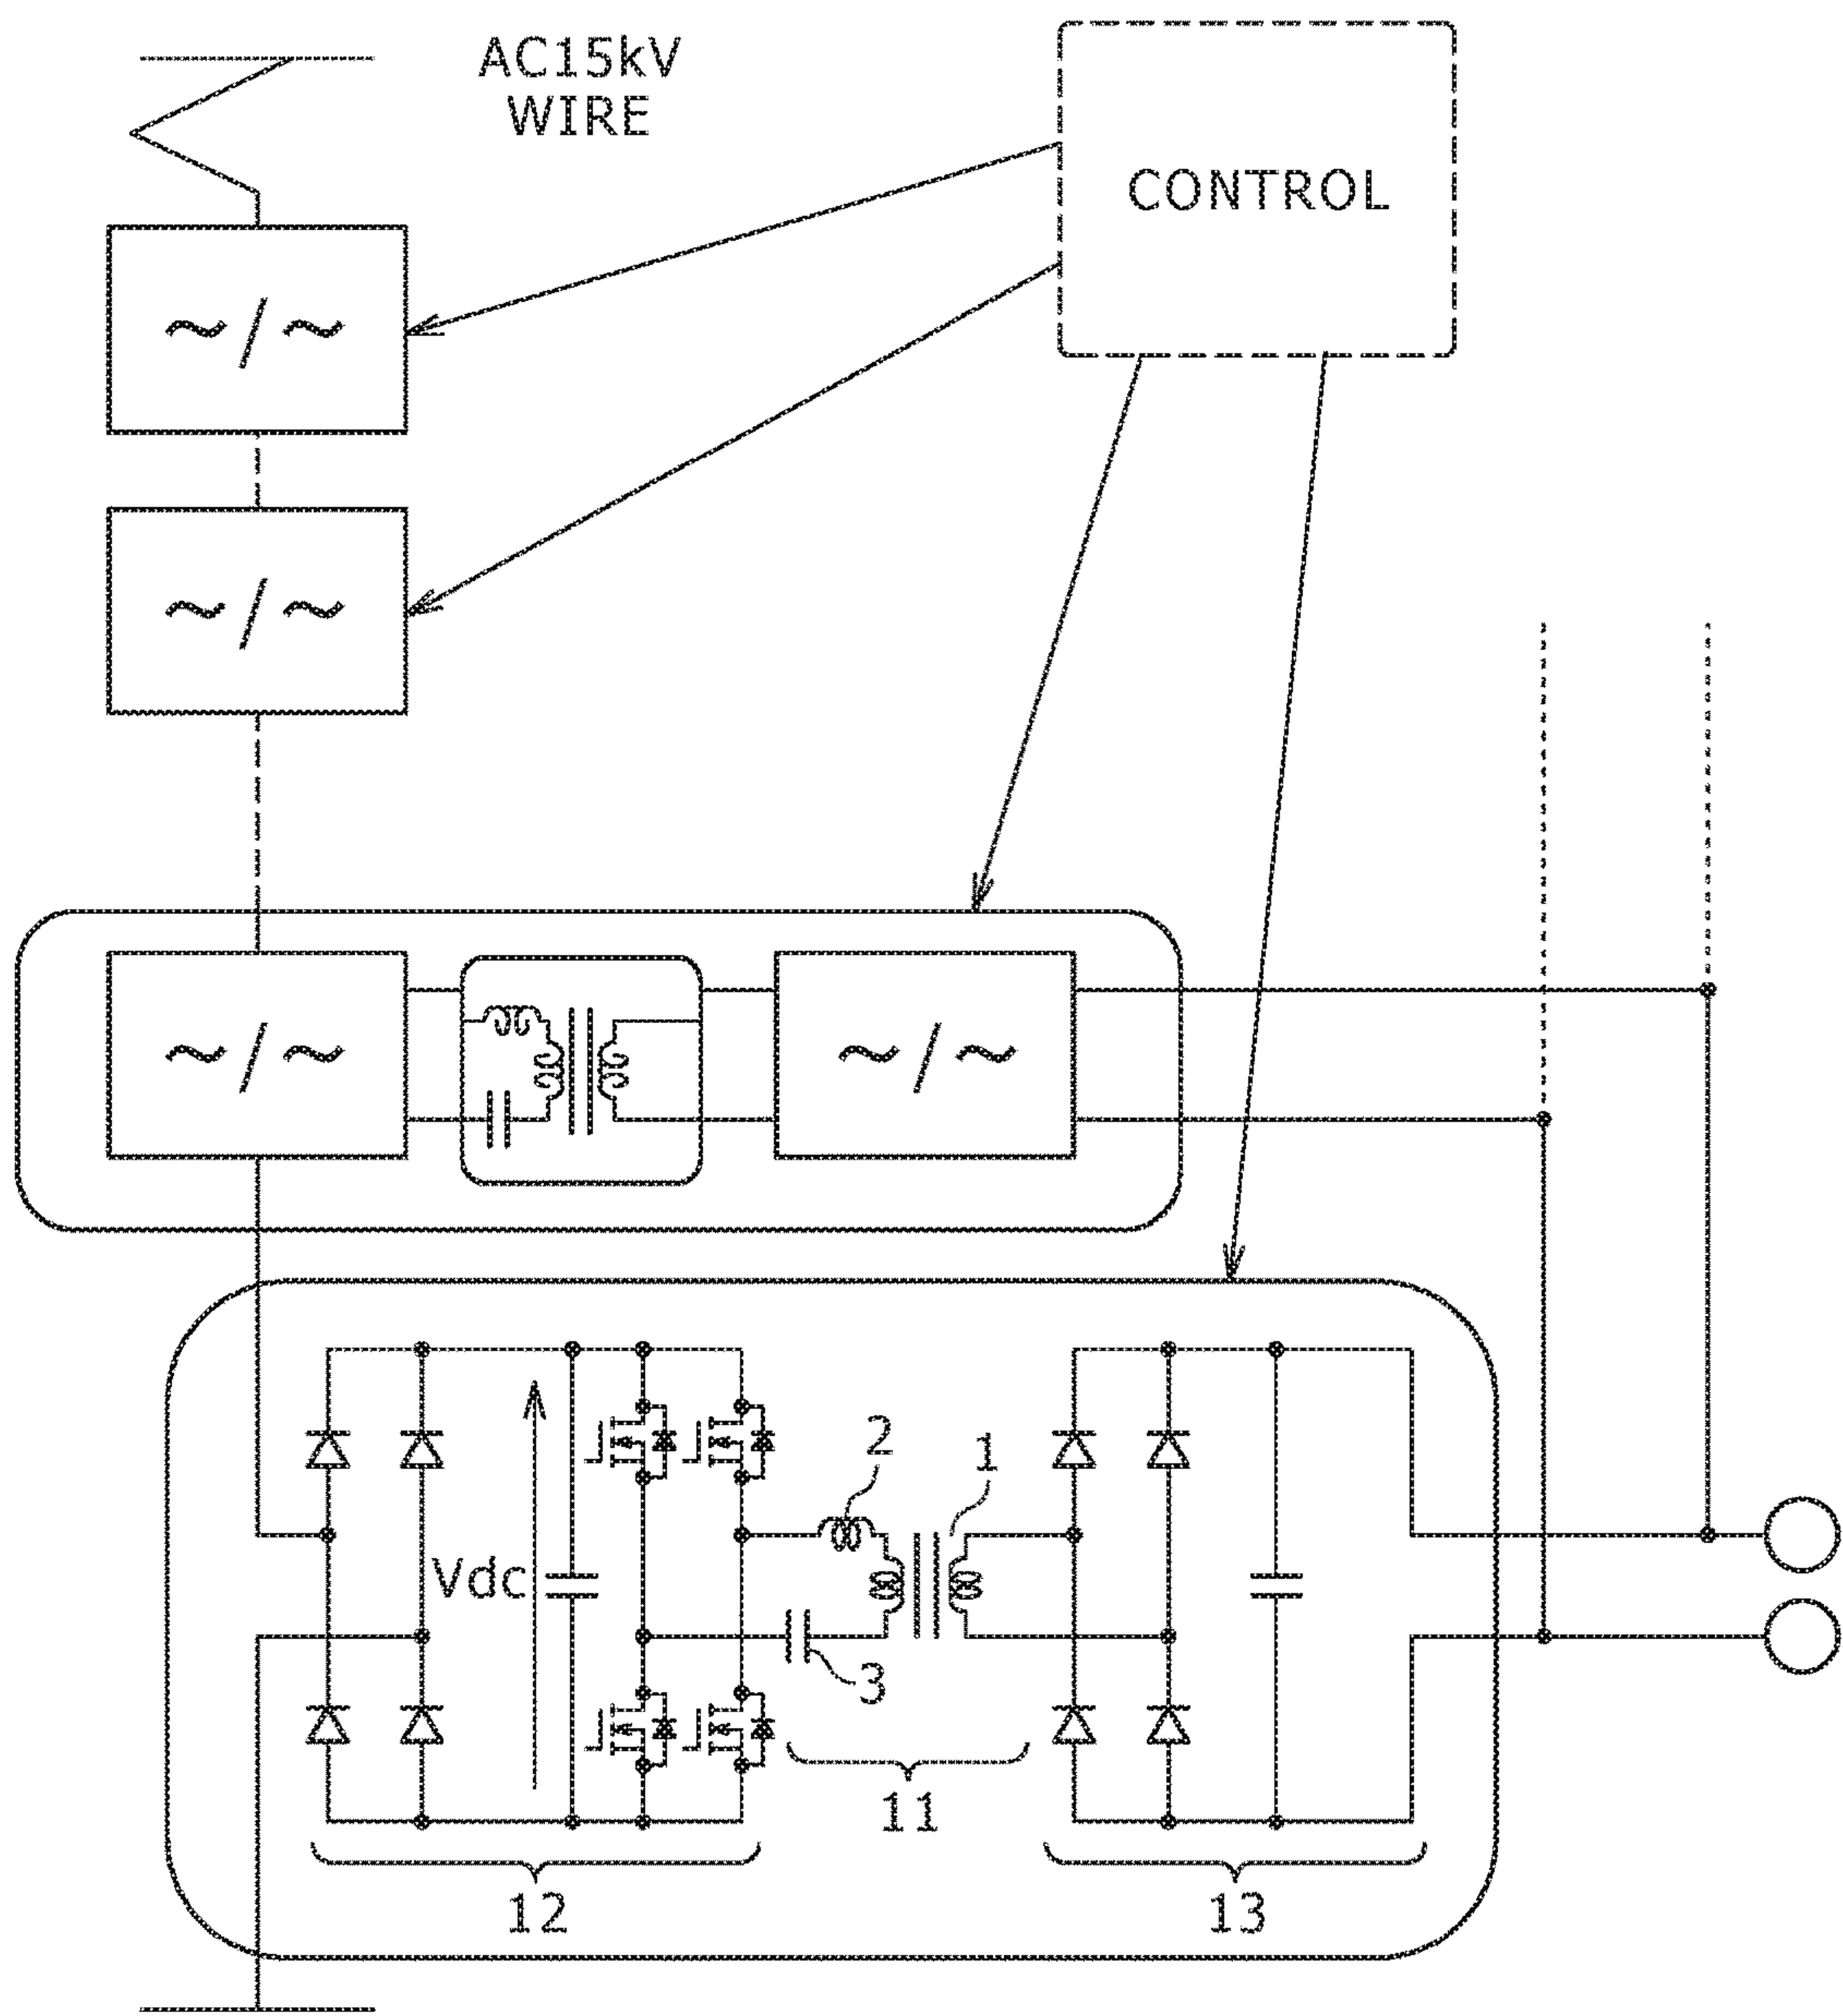 AC15kV
WIRE
CONTROL
~/~
~/~
~/~
~/~
2
1
Vdc
3
11
12
13